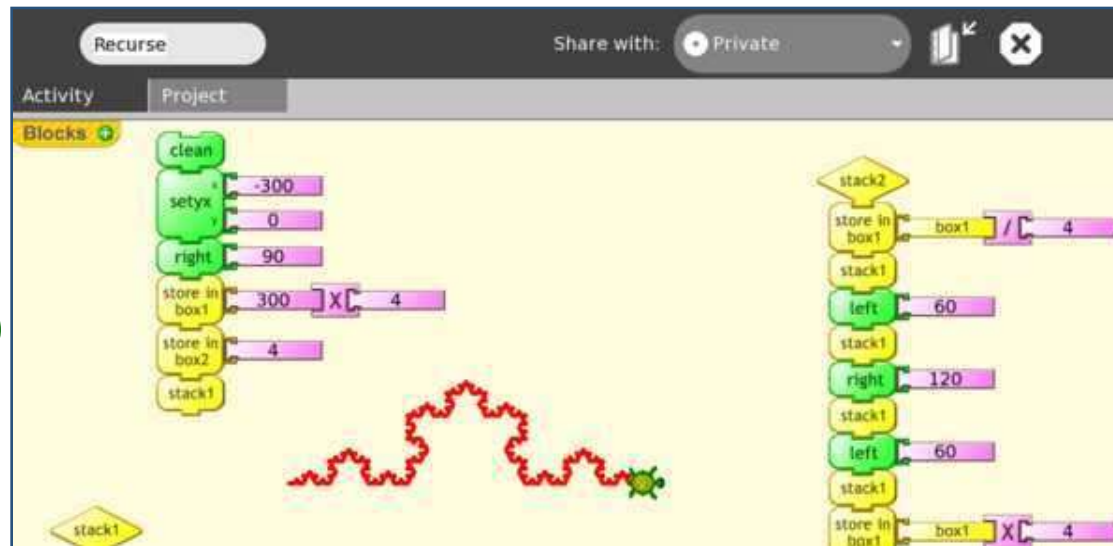 Recurse
Share with: Private
Activity Project
Blocks
clean
setyx x -300
y 0
right 90
store in box1 300 X 4
store in box2 4
stack1
stack1
stack2
store in box1 box1 / 4
stack1
left 60
stack1
right 120
stack1
left 60
stack1
store in box1 box1 X 4